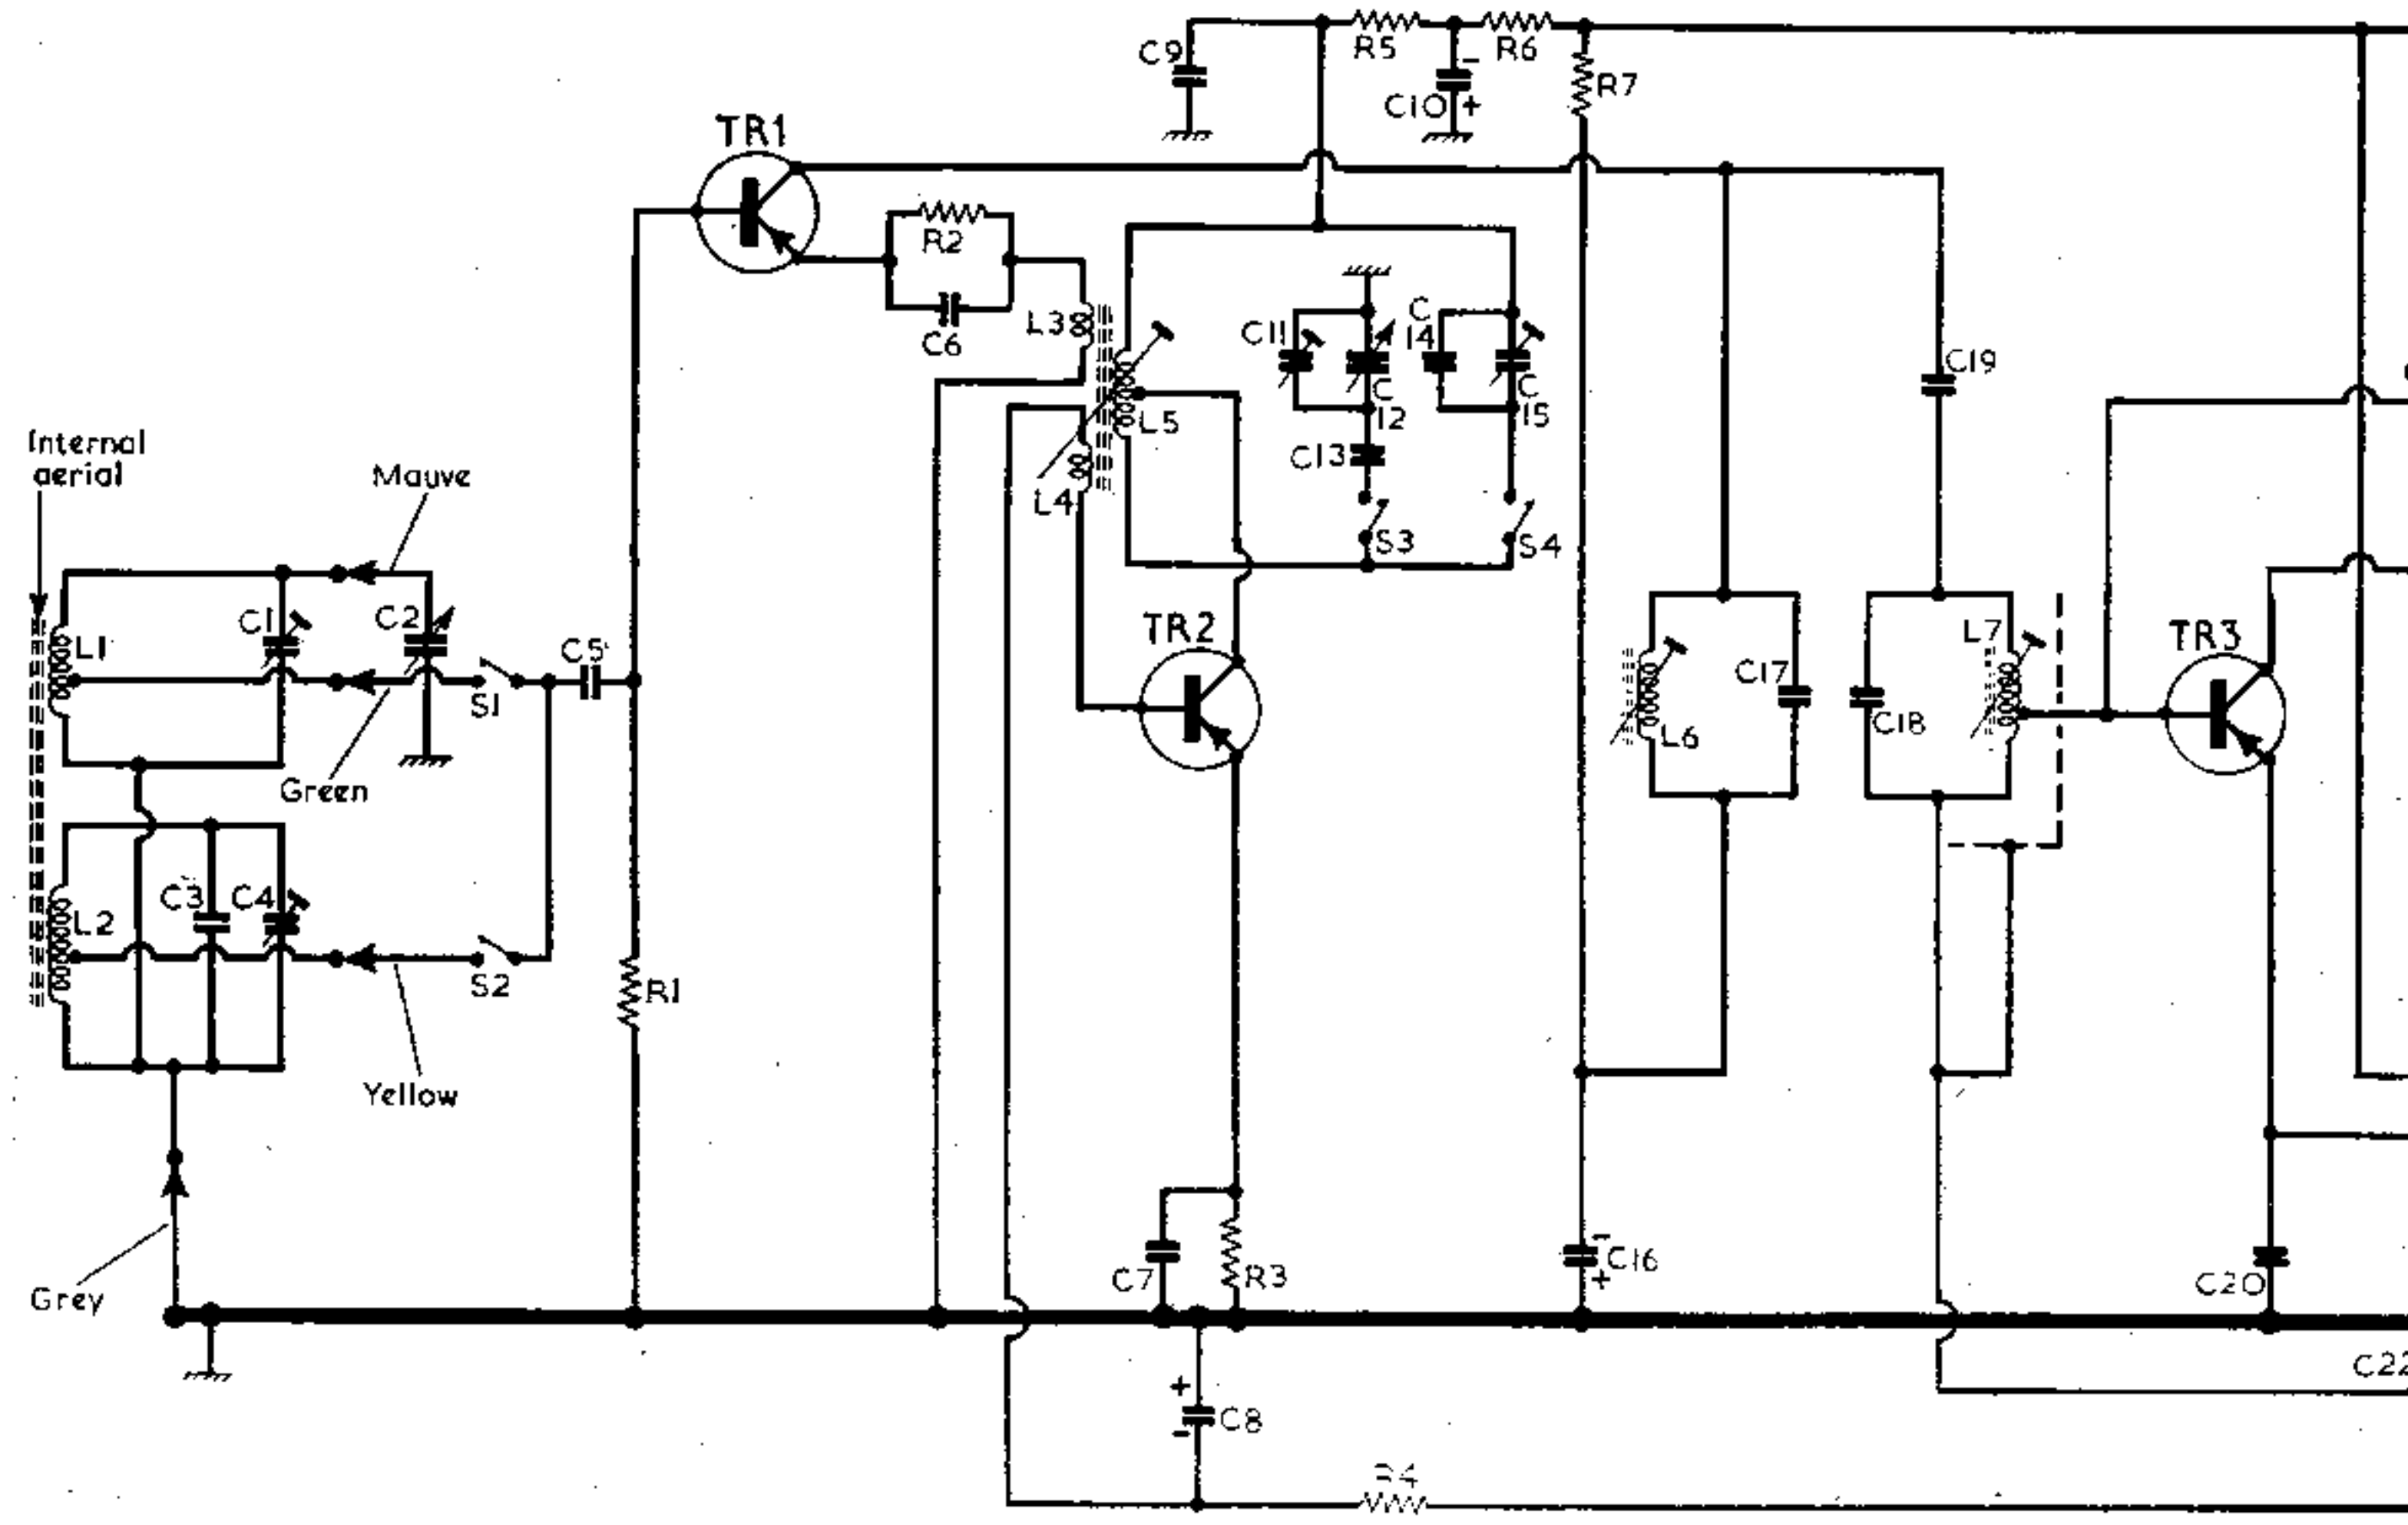 C9
R5
R6
C10
-
+
R7
TR1
R2
C6
L3
L4
L5
C11
C
12
C13
C
14
C
15
S3
S4
C19
Internal
aerial
Mauve
L1
C1
C2
S1
C5
Green
L2
C3
C4
S2
Yellow
Grey
R1
TR2
L6
C17
C18
L7
TR3
C7
R3
-
C16
+
C20
C22
+
C8
-
R4